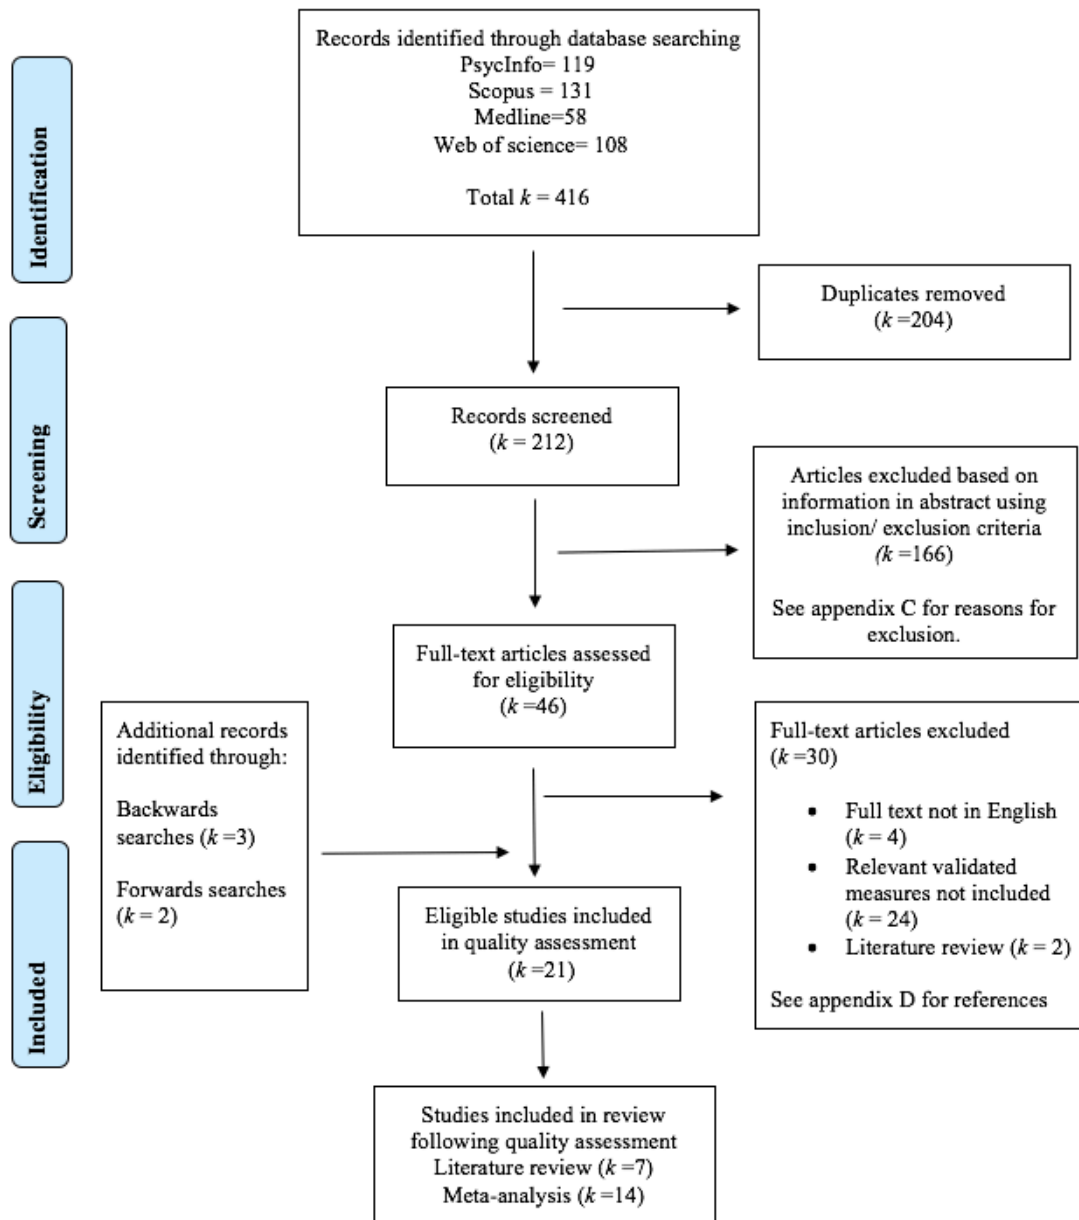 Records identified through database searching
PsycInfo= 119
Scopus = 131
Medline=58
Web of science= 108
Total k = 416
Identification
Duplicates removed
(k =204)
Screening
Records screened
(k = 212)
Articles excluded based on
information in abstract using
inclusion/ exclusion criteria
(k =166)
See appendix C for reasons for
exclusion.
Eligibility
Full-text articles assessed
for eligibility
(k =46)
Additional records
identified through:
Backwards
searches (k =3)
Forwards searches
(k = 2)
Full-text articles excluded
(k =30)
• Full text not in English
(k = 4)
• Relevant validated
measures not included
(k = 24)
• Literature review (k = 2)
See appendix D for references
Included
Eligible studies included
in quality assessment
(k =21)
Studies included in review
following quality assessment
Literature review (k =7)
Meta-analysis (k =14)